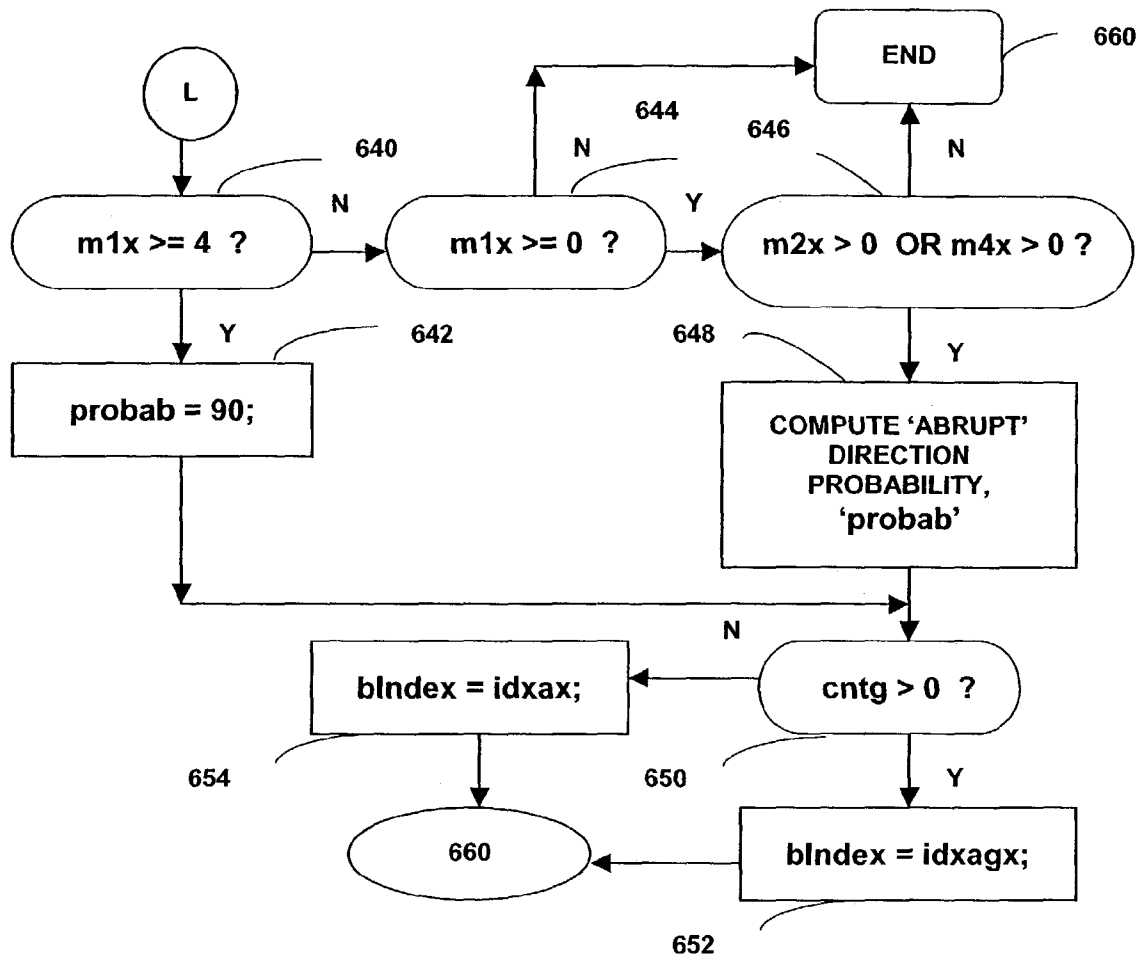 660
END
L
644
646
640
N
N
N
Y
m1x >= 4 ?
m1x >= 0 ?
m2x > 0 OR m4x > 0 ?
Y
642
648
Y
probab = 90;
COMPUTE ‘ABRUPT’
DIRECTION
PROBABILITY,
‘probab’
N
bIndex = idxax;
cntg > 0 ?
654
650
Y
660
bIndex = idxagx;
652